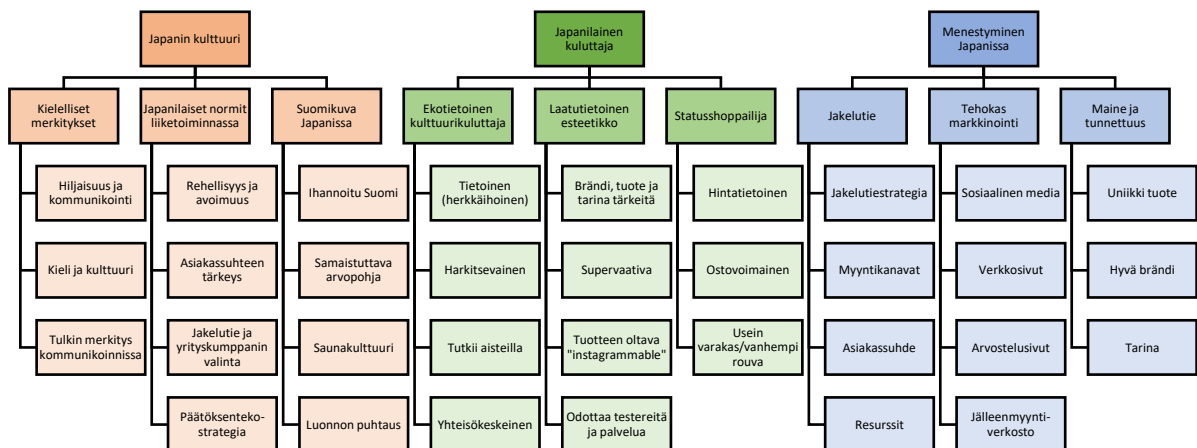 Japanin kulttuuri
Kielelliset
merkitykset
Hiljaisuus ja
kommunikointi
Kieli ja kulttuuri
Tulkin merkitys
kommunikoinnissa
Japanilaiset normit
liiketoiminnassa
Rehellisyys ja
avoimuus
Asiakassuhteen
tärkeys
Jakelutie ja
yrityskumppanin
valinta
Päätöksenteko-
strategia
Suomikuva
Japanissa
Ihannoitu Suomi
Samaistuttava
arvopohja
Saunakulttuuri
Luonnon puhtaus
Japanilainen
kuluttaja
Ekotietoinen
kulttuurikuluttaja
Tietoinen
(herkkäihoinen)
Harkitsevainen
Tutkii aisteilla
Yhteisökeskeinen
Laatutietoinen
esteetikko
Brändi, tuote ja
tarina tärkeitä
Supervaativa
Tuotteen oltava
"instagrammable"
Odottaa testereitä
ja palvelua
Statusshoppailija
Hintatietoinen
Ostovoimainen
Usein
varakas/vanhempi
rouva
Menestyminen
Japanissa
Jakelutie
Jakelutiestrategia
Myyntikanavat
Asiakassuhde
Resurssit
Tehokas
markkinointi
Sosiaalinen media
Verkkosivut
Arvostelusivut
Jälleenmyynti-
verkosto
Maine ja
tunnettuus
Uniikki tuote
Hyvä brändi
Tarina